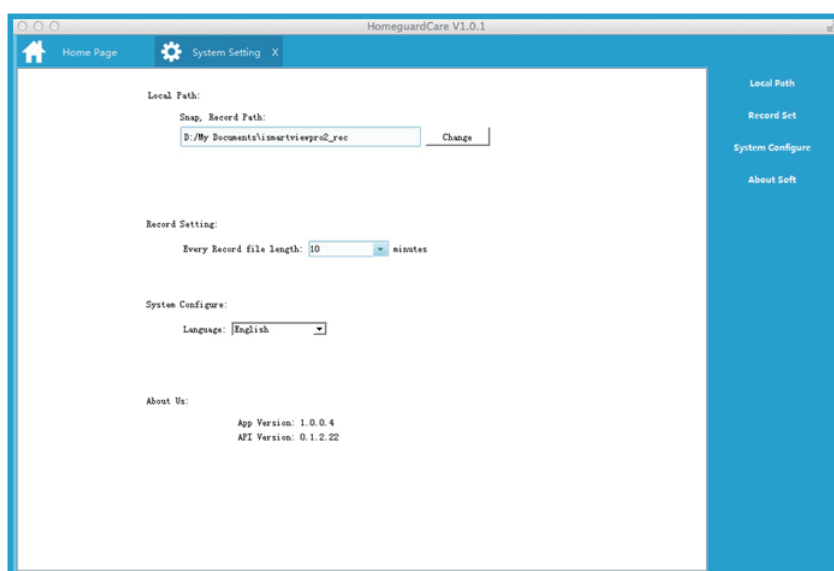 HomeguardCare V1.0.1
Home Page
System Setting X
Local Path
Record Set
System Configure
About Soft
Local Path:
Snap, Record Path:
D:/My Documents\ismartviewpro2_rec
Change
Record Setting:
Every Record file length: 10 minutes
System Configure:
Language: English
About Us:
App Version: 1.0.0.4
API Version: 0.1.2.22